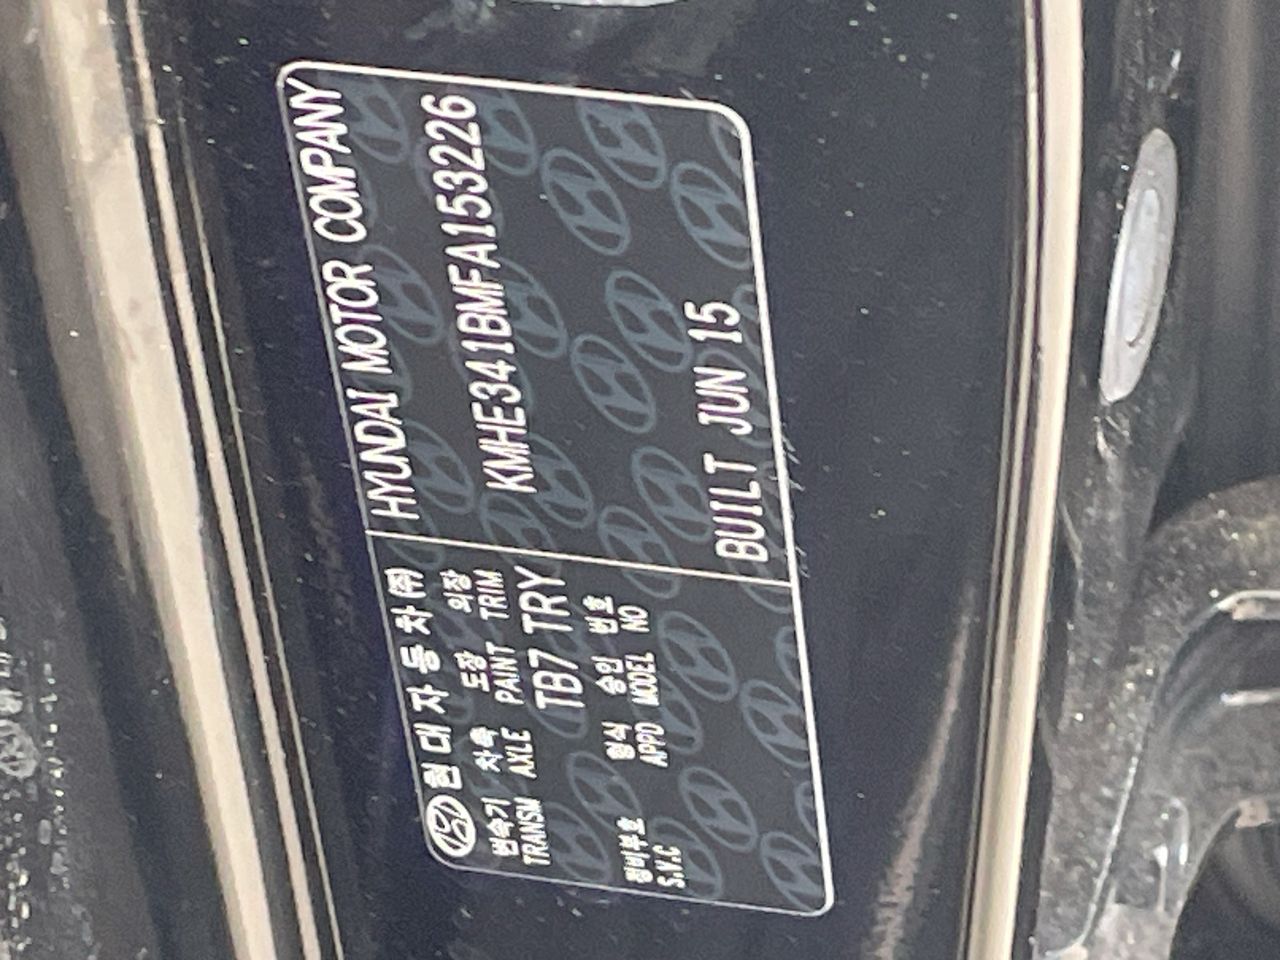 현대자동차(주)
HYUNDAI MOTOR COMPANY
변속기 차축 도장 의장
TRANSM AXLE PAINT TRIM
KMHE341BMFA153226
TB7 TRY
정비부호 형식 승인 번호
S.V.C APPD MODEL NO
BUILT JUN 15